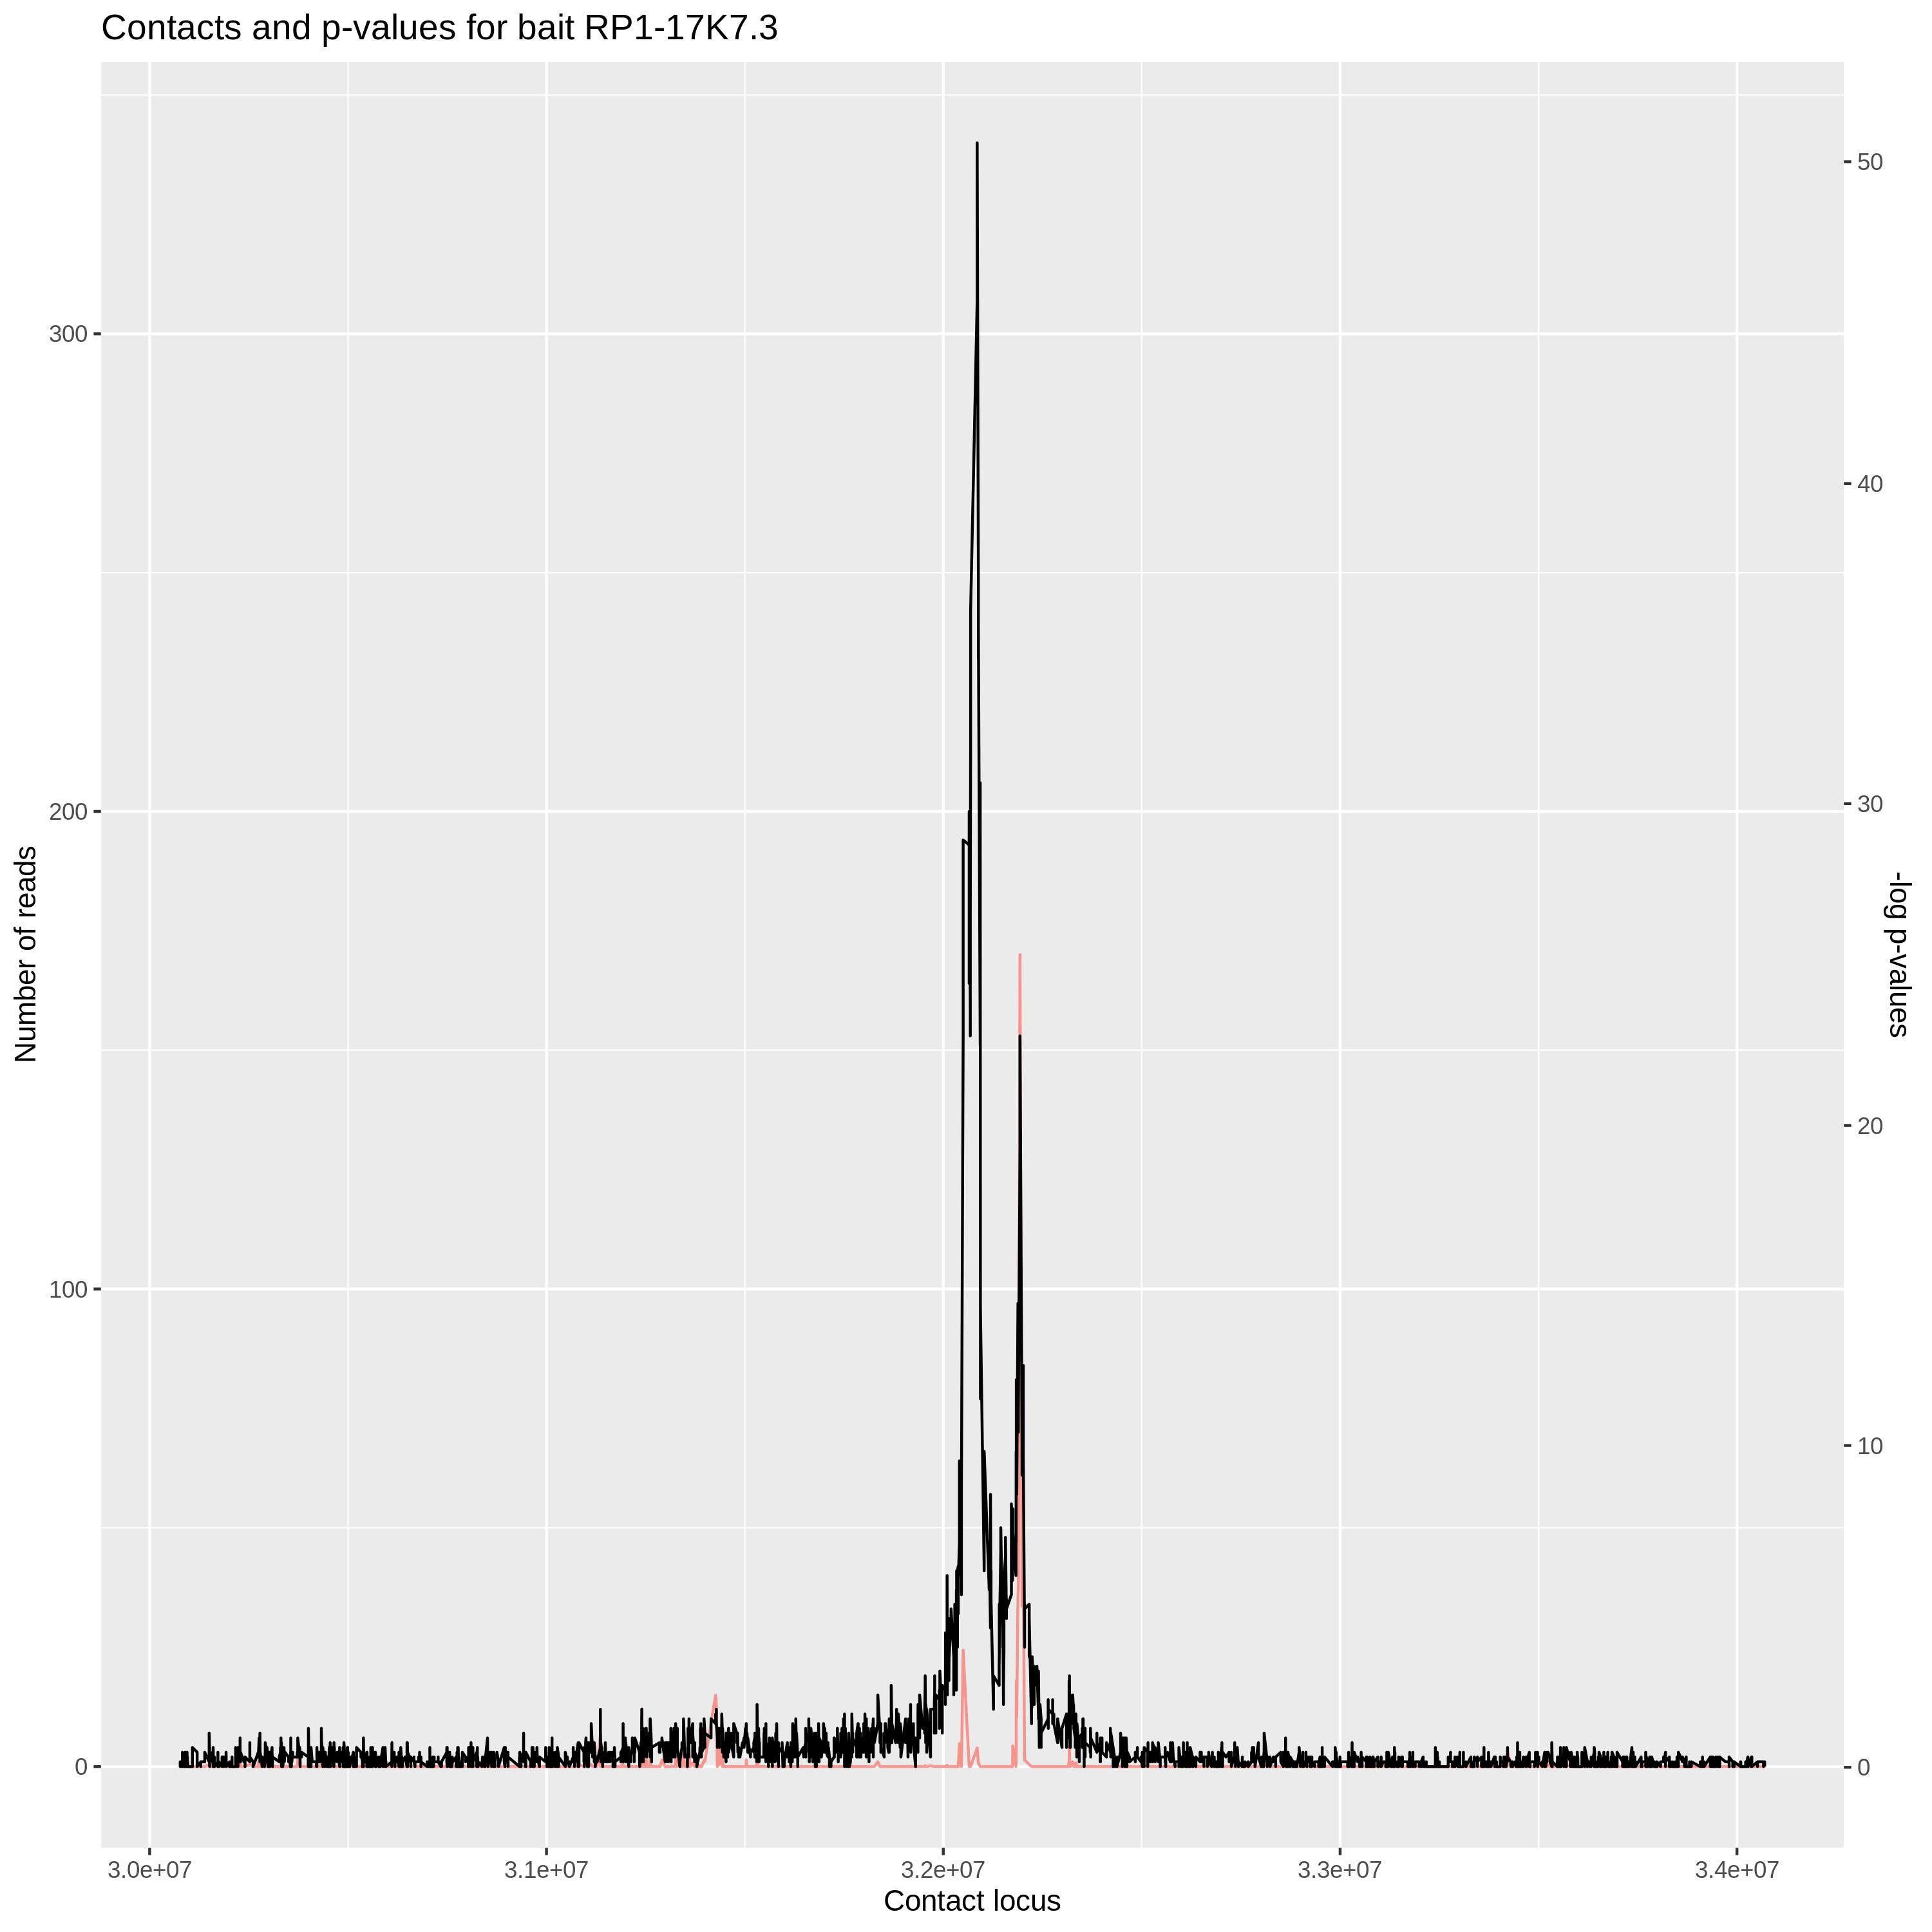 Contacts and p-values for bait RP1-17K7.3
300
200
100
0
Number of reads
50
40
30
20
10
0
-log p-values
3.0e+07 3.1e+07 3.2e+07 3.3e+07 3.4e+07
Contact locus